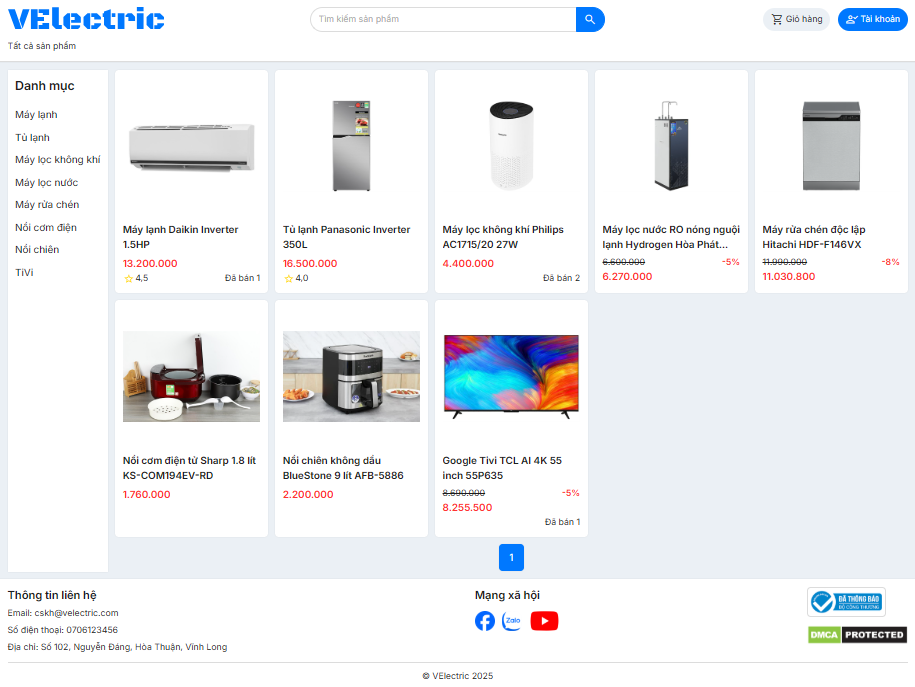 VElectric
Tìm kiếm sản phẩm
Giỏ hàng
Tài khoản
Tất cả sản phẩm
Danh mục
Máy lạnh
Tủ lạnh
Máy lọc không khí
Máy lọc nước
Máy rửa chén
Nồi cơm điện
Nồi chiên
TiVi
Máy lạnh Daikin Inverter
1.5HP
13.200.000
4,5
Đã bán 1
Tủ lạnh Panasonic Inverter
350L
16.500.000
4,0
Máy lọc không khí Philips
AC1715/20 27W
4.400.000
Đã bán 2
Máy lọc nước RO nóng nguội
lạnh Hydrogen Hòa Phát...
6.600.000
-5%
6.270.000
Máy rửa chén độc lập
Hitachi HDF-F146VX
11.990.000
-8%
11.030.800
Nồi cơm điện tử Sharp 1.8 lít
KS-COM194EV-RD
1.760.000
Nồi chiên không dầu
BlueStone 9 lít AFB-5886
2.200.000
Google Tivi TCL AI 4K 55
inch 55P635
8.690.000
-5%
8.255.500
Đã bán 1
1
Thông tin liên hệ
Email: cskh@velectric.com
Số điện thoại: 0706123456
Địa chỉ: Số 102, Nguyễn Đáng, Hòa Thuận, Vĩnh Long
Mạng xã hội
Zalo
ĐÃ THÔNG BÁO
BỘ CÔNG THƯƠNG
DMCA PROTECTED
© VElectric 2025